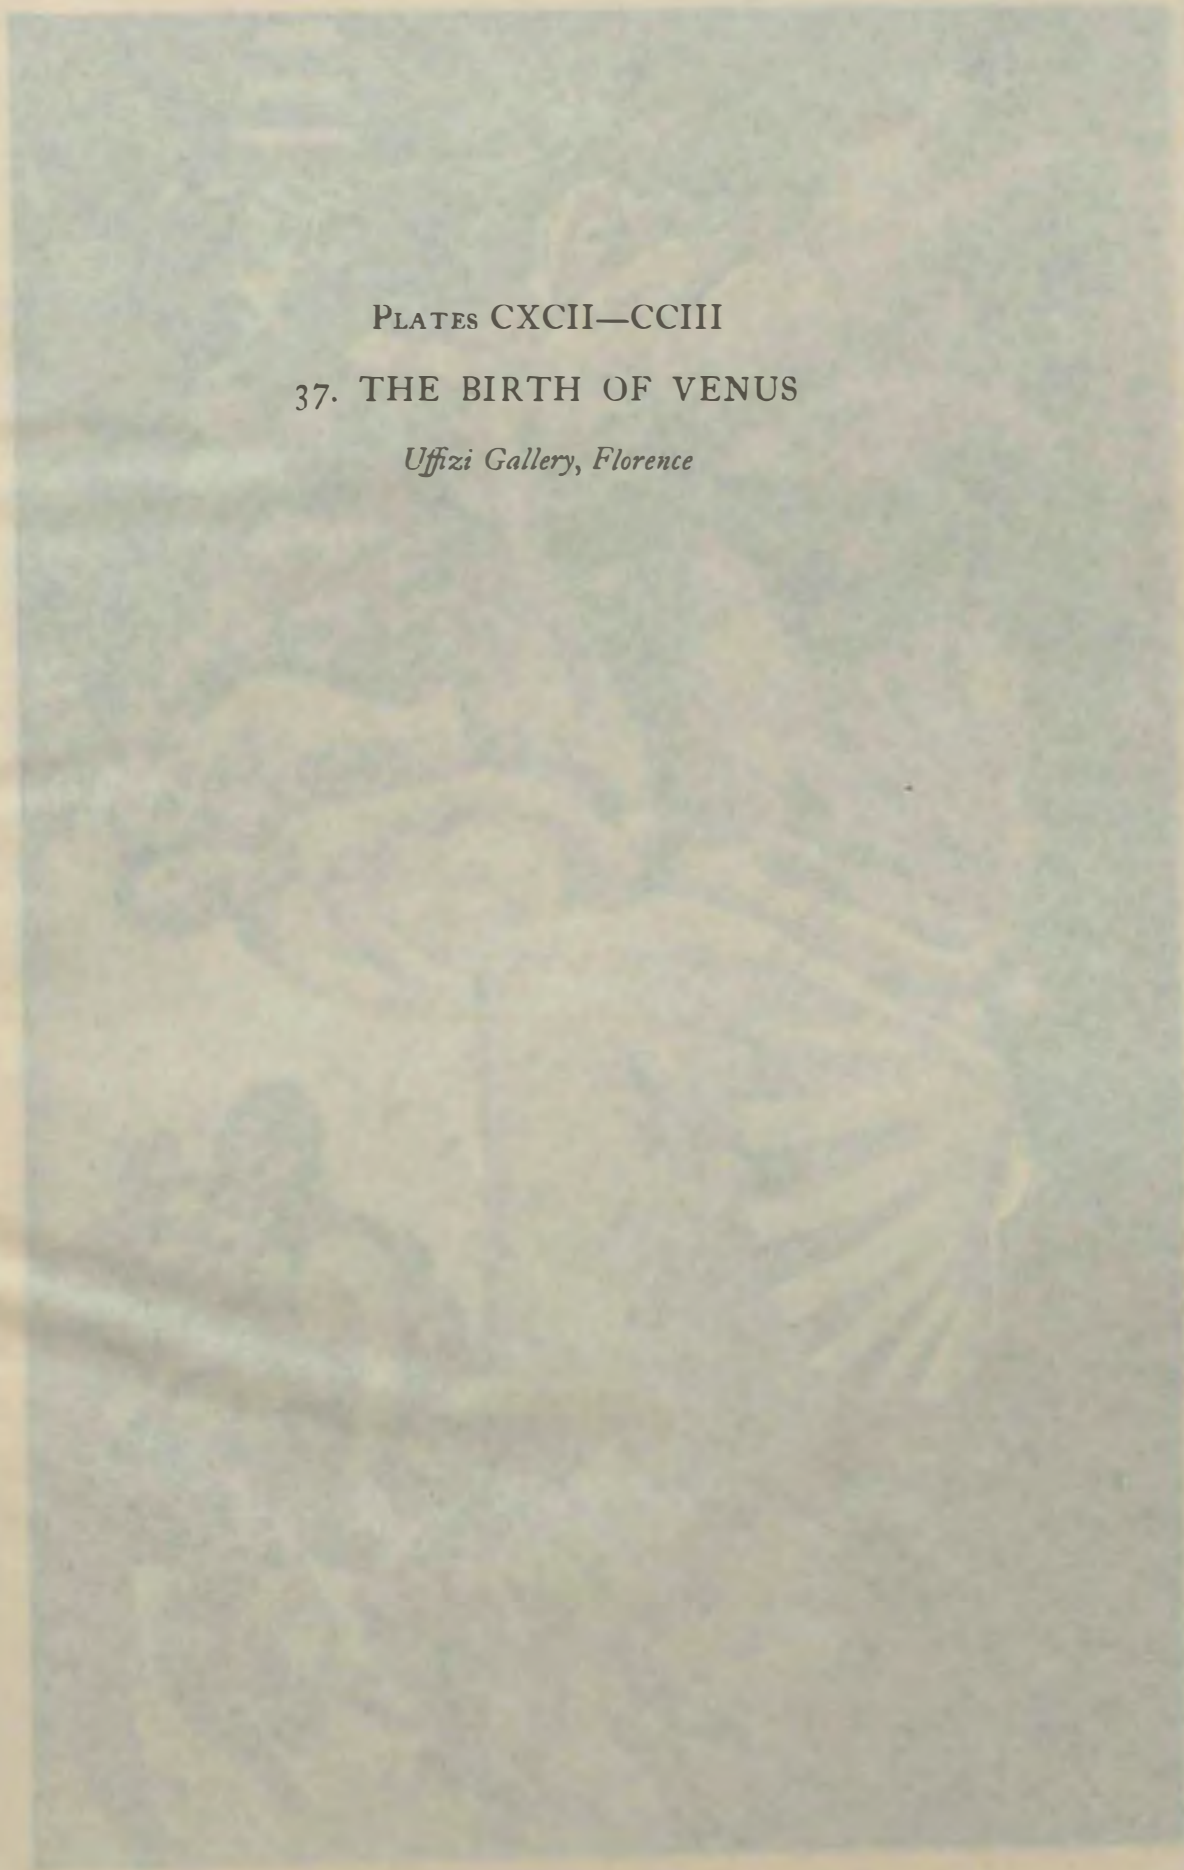 PLATES CXCII—CCIII
37. THE BIRTH OF VENUS
Uffizi Gallery, Florence